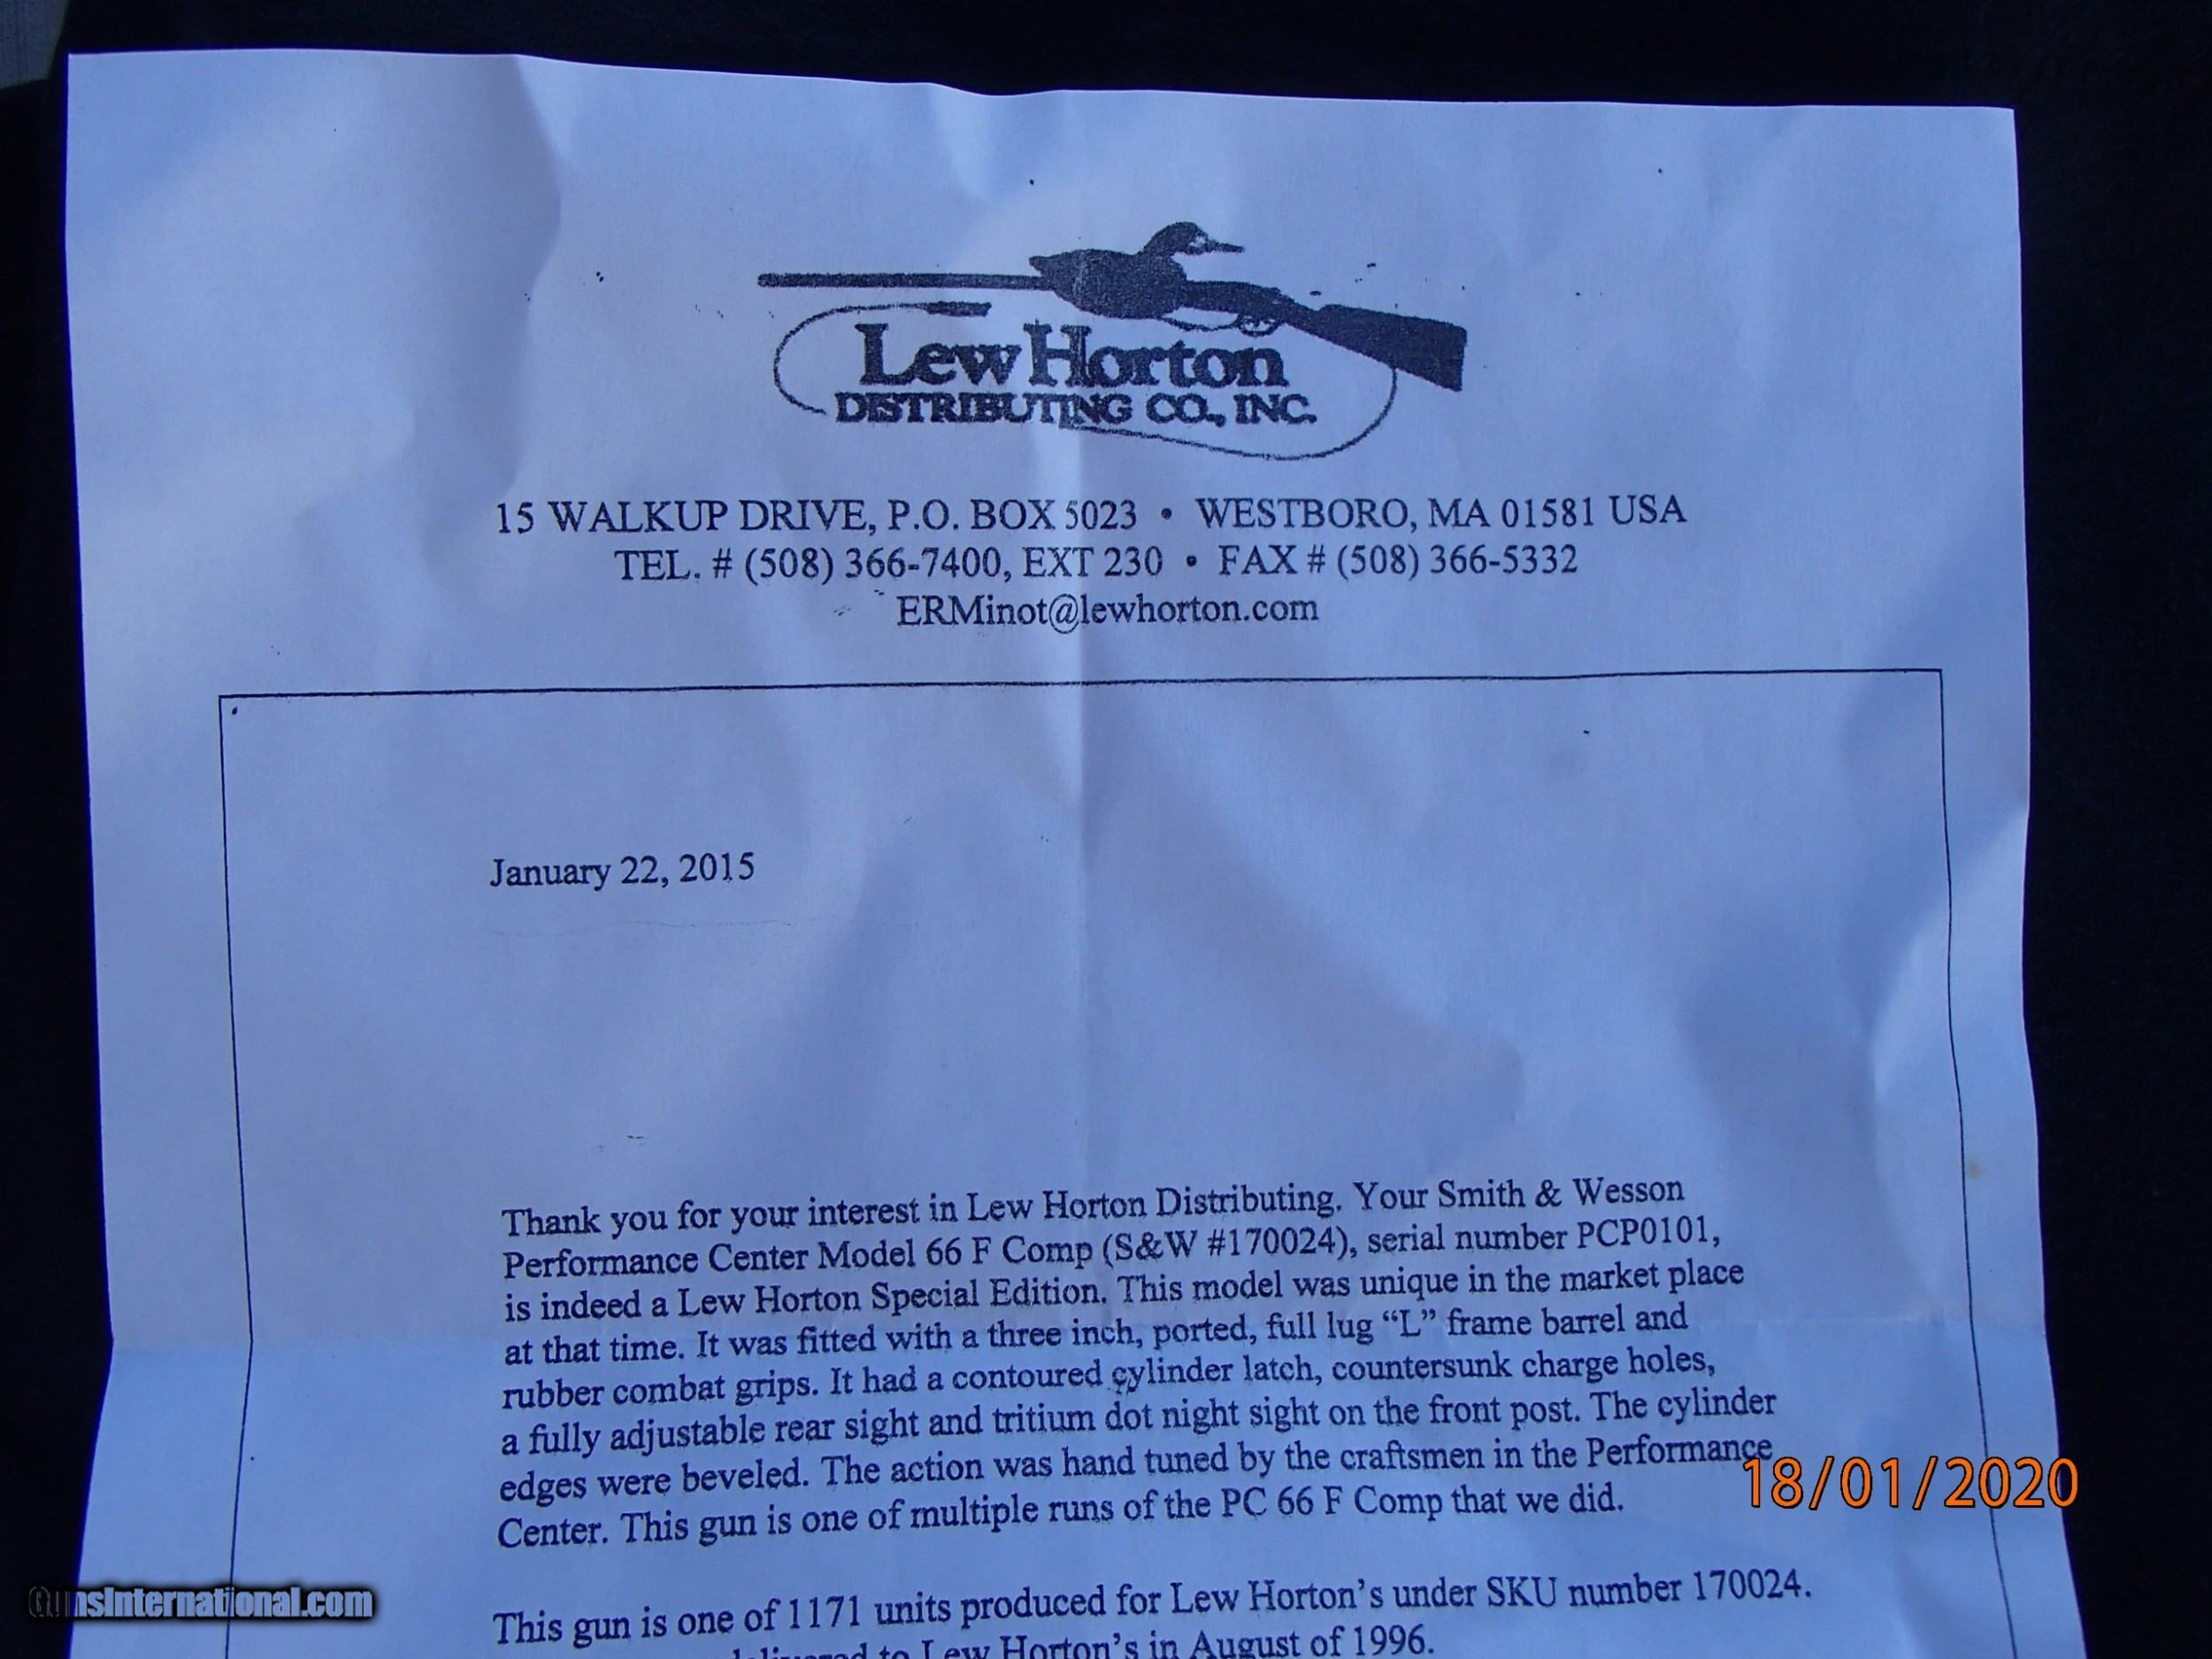 Lew Horton
DISTRIBUTING CO., INC.
15 WALKUP DRIVE, P.O. BOX 5023 • WESTBORO, MA 01581 USA
TEL. # (508) 366-7400, EXT 230 • FAX # (508) 366-5332
ERMinot@lewhorton.com
January 22, 2015
Thank you for your interest in Lew Horton Distributing. Your Smith & Wesson
Performance Center Model 66 F Comp (S&W #170024), serial number PCP0101,
is indeed a Lew Horton Special Edition. This model was unique in the market place
at that time. It was fitted with a three inch, ported, full lug “L” frame barrel and
rubber combat grips. It had a contoured cylinder latch, countersunk charge holes,
a fully adjustable rear sight and tritium dot night sight on the front post. The cylinder
edges were beveled. The action was hand tuned by the craftsmen in the Performance
Center. This gun is one of multiple runs of the PC 66 F Comp that we did.
18/01/2020
This gun is one of 1171 units produced for Lew Horton’s under SKU number 170024.
delivered to Lew Horton’s in August of 1996.
GunsInternational.com